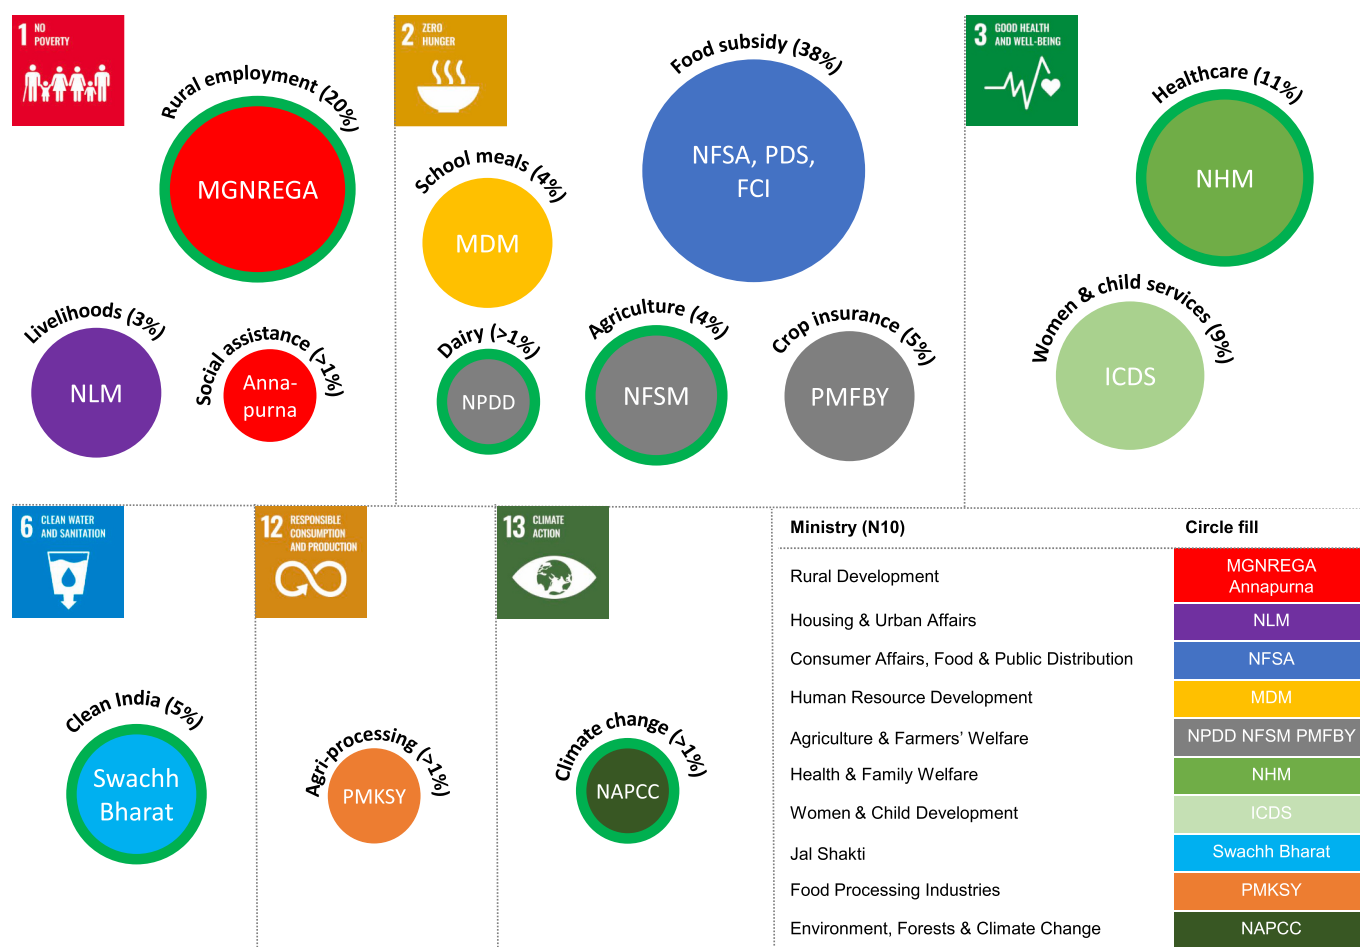 1 NO
POVERTY
Rural employment (20%)
MGNREGA
Livelihoods (3%)
NLM
Social assistance (>1%)
Anna-
purna
2 ZERO
HUNGER
Food subsidy (38%)
NFSA, PDS,
FCI
School meals (4%)
MDM
Dairy (>1%)
NPDD
Agriculture (4%)
NFSM
Crop insurance (5%)
PMFBY
3 GOOD HEALTH
AND WELL-BEING
Healthcare (11%)
NHM
Women & child services (9%)
ICDS
6 CLEAN WATER
AND SANITATION
Clean India (5%)
Swachh
Bharat
12 RESPONSIBLE
CONSUMPTION
AND PRODUCTION
Agri-processing (>1%)
PMKSY
13 CLIMATE
ACTION
Climate change (>1%)
NAPCC
Ministry (N10) Circle fill
Rural Development MGNREGA
Annapurna
Housing & Urban Affairs NLM
Consumer Affairs, Food & Public Distribution NFSA
Human Resource Development MDM
Agriculture & Farmers’ Welfare NPDD NFSM PMFBY
Health & Family Welfare NHM
Women & Child Development ICDS
Jal Shakti Swachh Bharat
Food Processing Industries PMKSY
Environment, Forests & Climate Change NAPCC